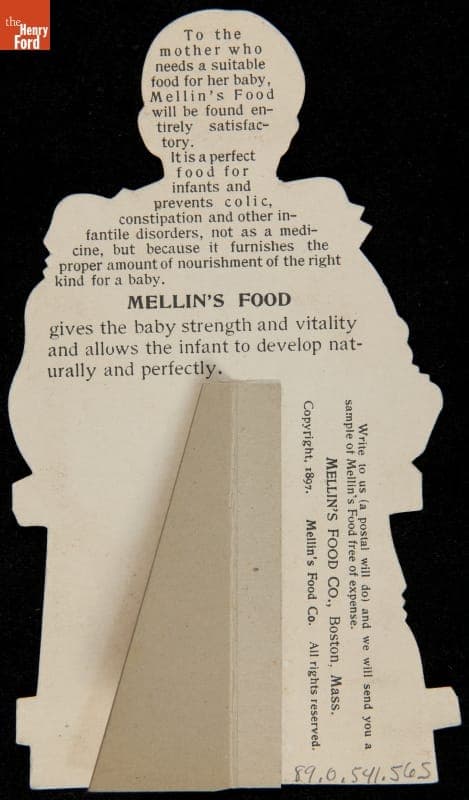 the
Henry
Ford
To the
mother who
needs a suitable
food for her baby,
Mellin's Food
will be found en-
tirely satisfac-
tory.
It is a perfect
food for
infants and
prevents colic,
constipation and other in-
fantile disorders, not as a medi-
cine, but because it furnishes the
proper amount of nourishment of the right
kind for a baby.
MELLIN'S FOOD
gives the baby strength and vitality
and allows the infant to develop nat-
urally and perfectly.
Write to us (a postal will do) and we will send you a
sample of Mellin's Food free of expense.
MELLIN'S FOOD CO., Boston, Mass.
Copyright, 1897. Mellin's Food Co. All rights reserved.
89.0.541.565